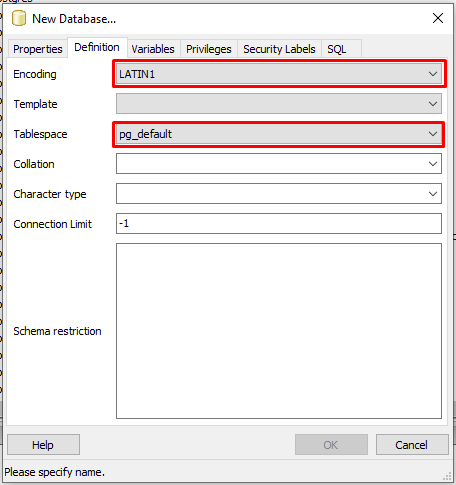 New Database...
Properties Definition Variables Privileges Security Labels SQL
Encoding LATIN1
Template
Tablespace pg_default
Collation
Character type
Connection Limit -1
Schema restriction
Help OK Cancel
Please specify name.